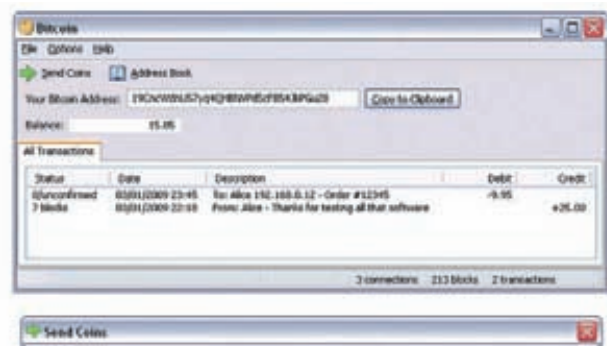 Bitcoin
File Options Help
Send Coins Address Book
Your Bitcoin Address: Copy to Clipboard
Balance: 15.05
All Transactions
Status Date Description Debit Credit
0/unconfirmed 03/01/2009 23:45 To: Alice 192.168.0.12 - Order #12345 -9.95
7 blocks 03/01/2009 22:18 From: Alice - Thanks for testing all that software +25.00
3 connections 213 blocks 2 transactions
Send Coins